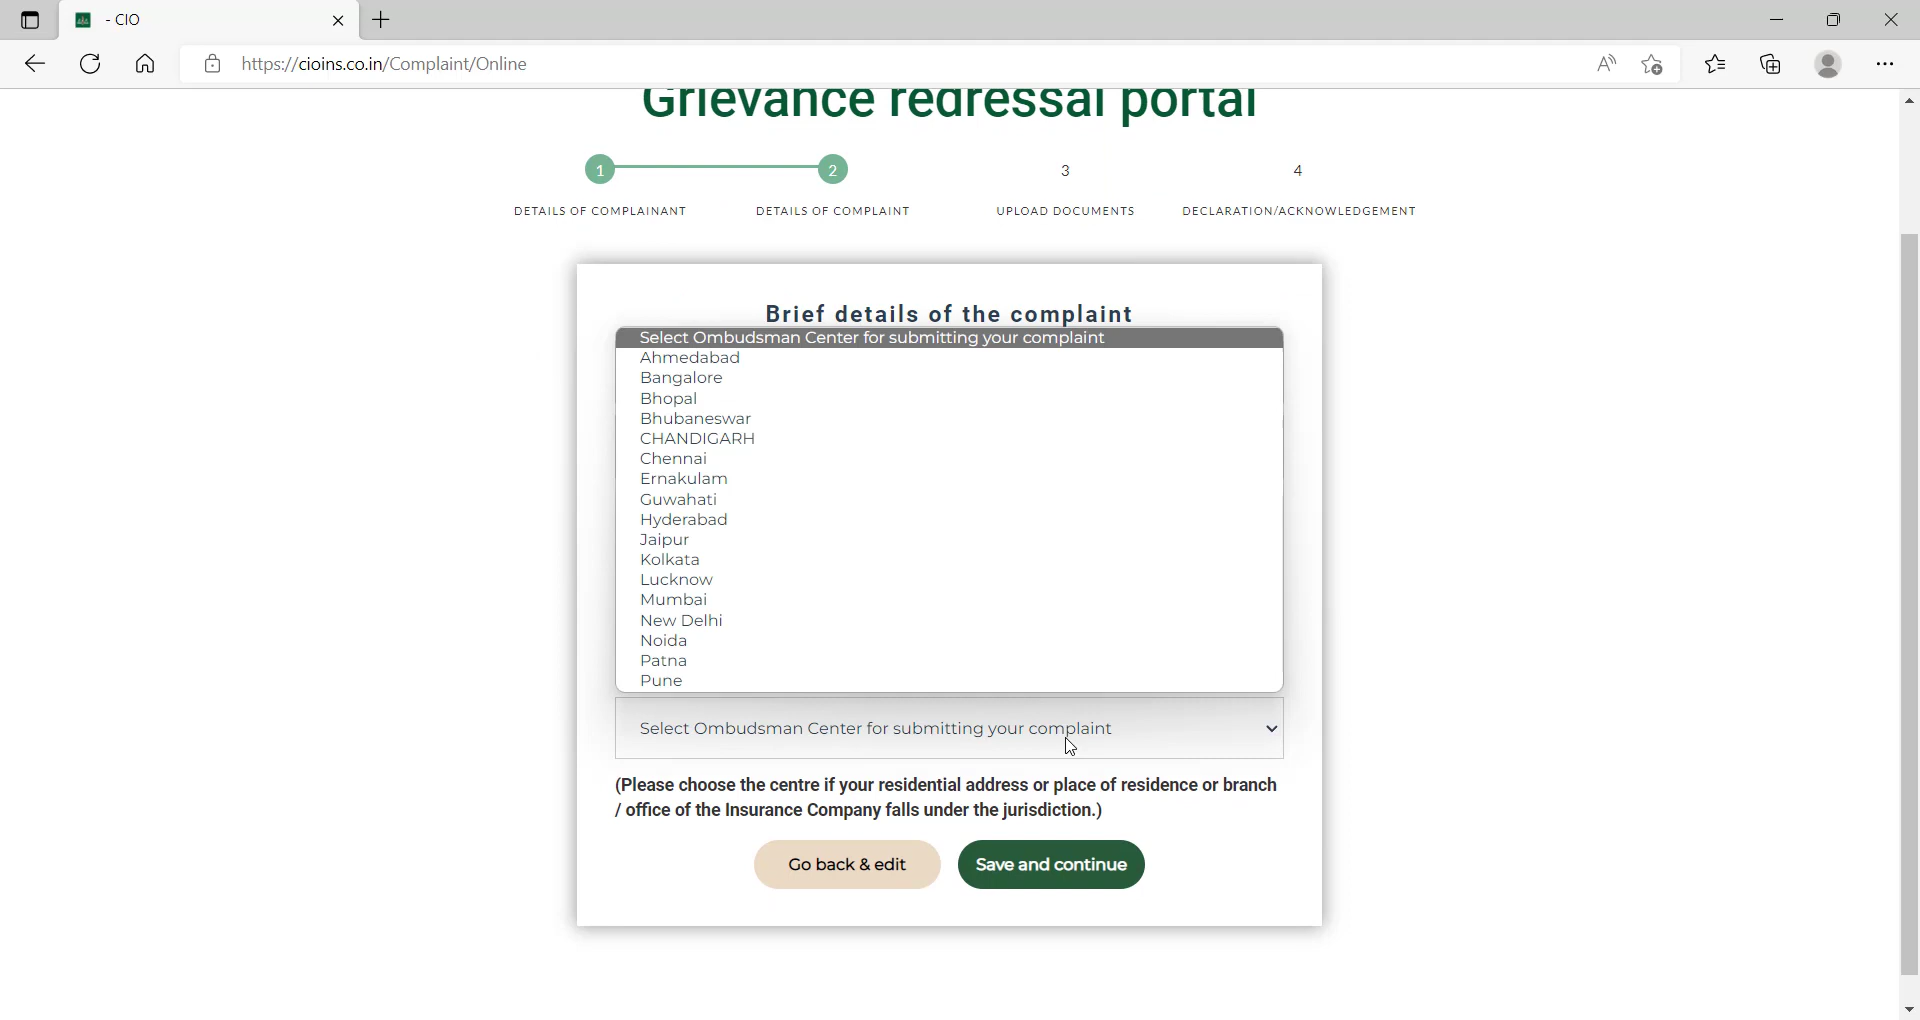 - CIO
https://cioins.co.in/Complaint/Online
Grievance redressal portal
1
2
3
4
DETAILS OF COMPLAINANT
DETAILS OF COMPLAINT
UPLOAD DOCUMENTS
DECLARATION/ACKNOWLEDGEMENT
Brief details of the complaint
Select Ombudsman Center for submitting your complaint
Ahmedabad
Bangalore
Bhopal
Bhubaneswar
CHANDIGARH
Chennai
Ernakulam
Guwahati
Hyderabad
Jaipur
Kolkata
Lucknow
Mumbai
New Delhi
Noida
Patna
Pune
Select Ombudsman Center for submitting your complaint
(Please choose the centre if your residential address or place of residence or branch
/ office of the Insurance Company falls under the jurisdiction.)
Go back & edit
Save and continue